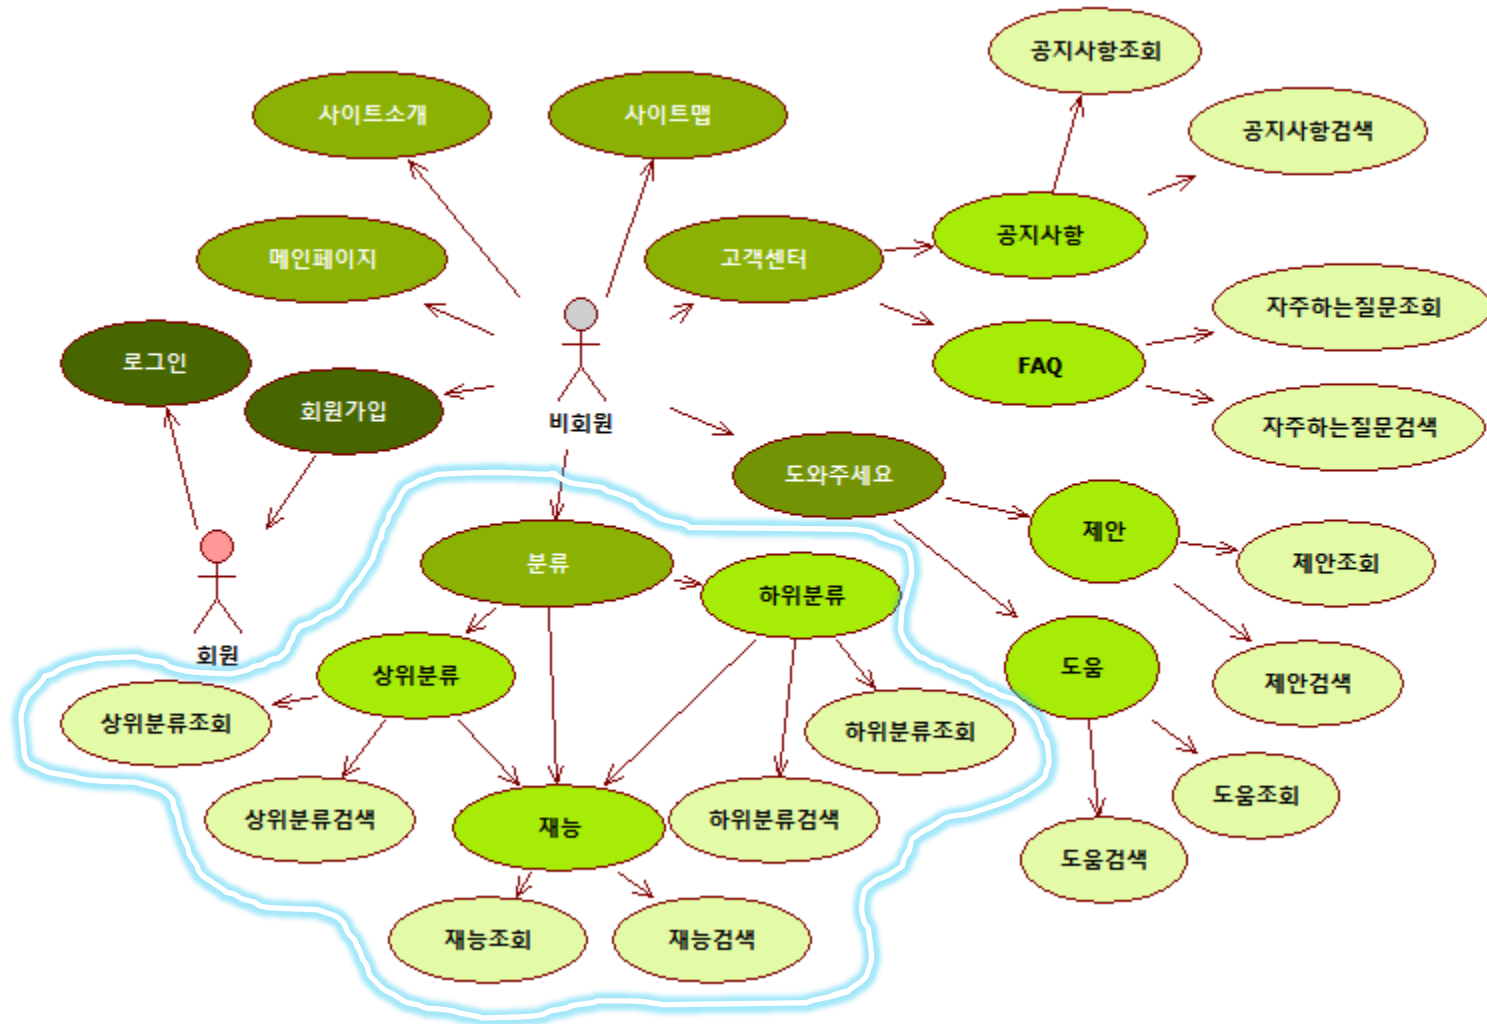 공지사항조회
사이트소개
사이트맵
공지사항검색
메인페이지
고객센터
공지사항
자주하는질문조회
로그인
회원가입
비회원
FAQ
자주하는질문검색
도와주세요
제안
제안조회
분류
하위분류
회원
상위분류
도움
제안검색
상위분류조회
하위분류조회
도움조회
상위분류검색
재능
하위분류검색
도움검색
재능조회
재능검색